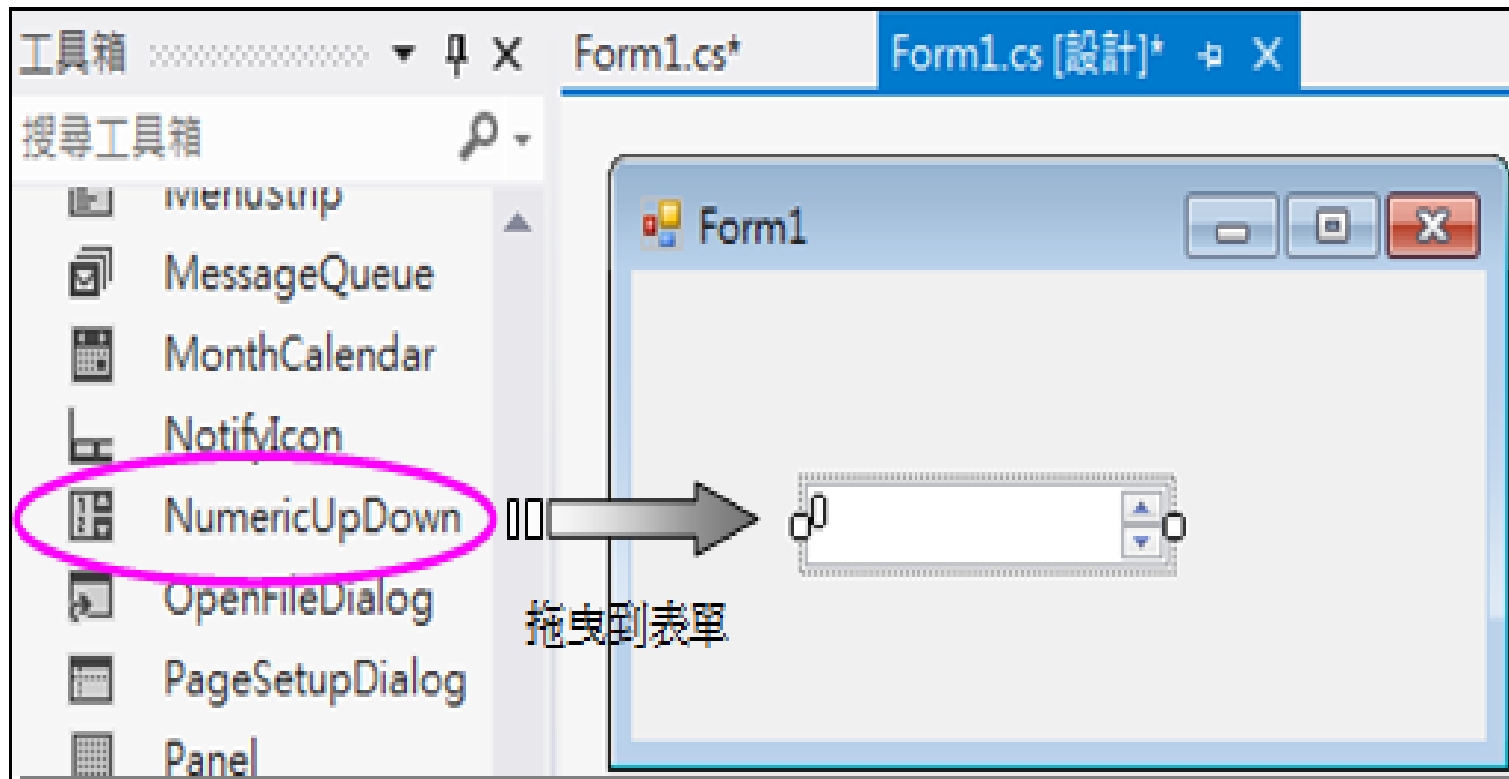 工具箱
Form1.cs*
Form1.cs [設計]*
搜尋工具箱
MenuStrip
MessageQueue
MonthCalendar
NotifyIcon
NumericUpDown
OpenFileDialog
PageSetupDialog
Panel
Form1
0
拖曳到表單